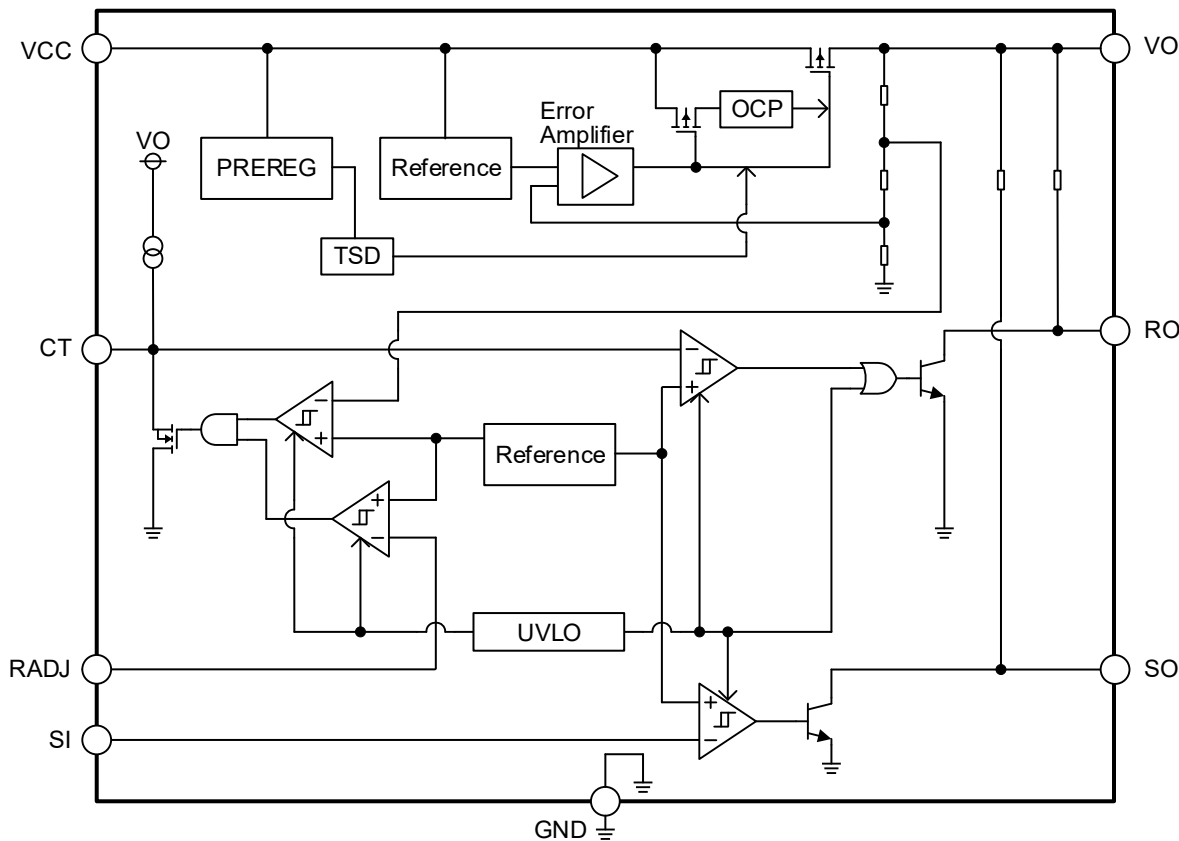 VCC
VO
VO
Error
Amplifier
OCP
PREREG
Reference
TSD
CT
RO
−
+
−
+
Reference
+
−
UVLO
RADJ
SO
+
−
SI
GND